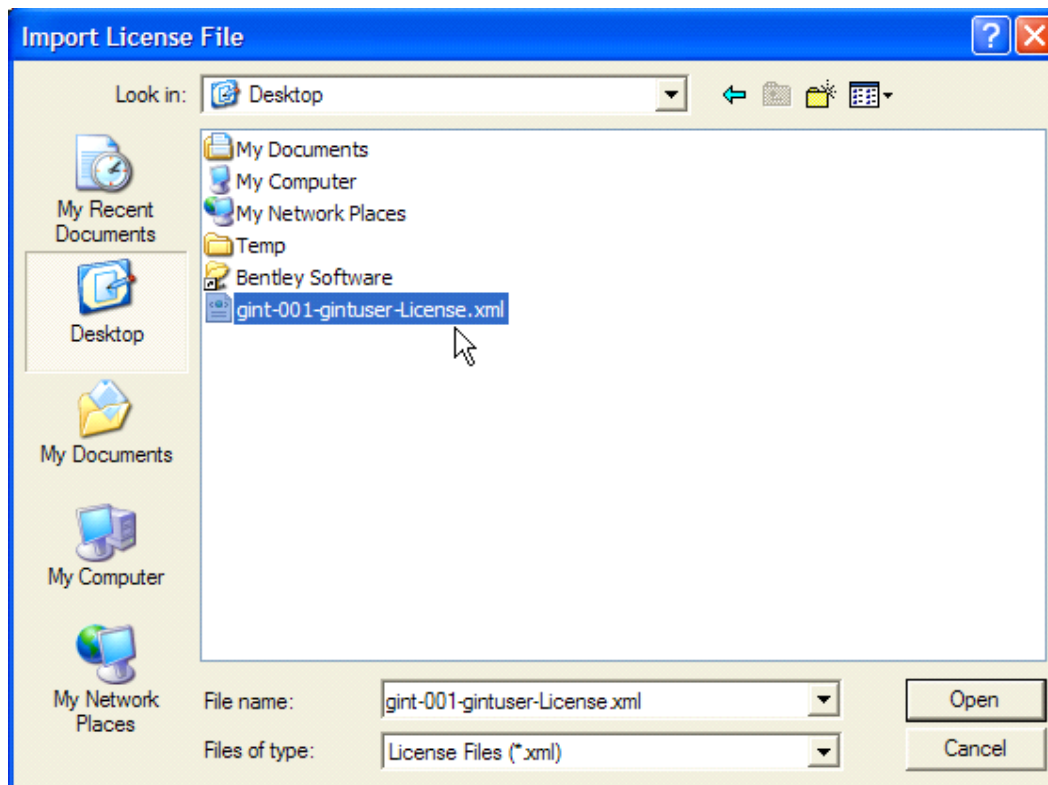 Import License File
Look in: Desktop
My Recent
Documents
Desktop
My Documents
My Computer
My Network
Places
My Documents
My Computer
My Network Places
Temp
Bentley Software
gint-001-gintuser-License.xml
File name: gint-001-gintuser-License.xml Open
Files of type: License Files (*.xml) Cancel